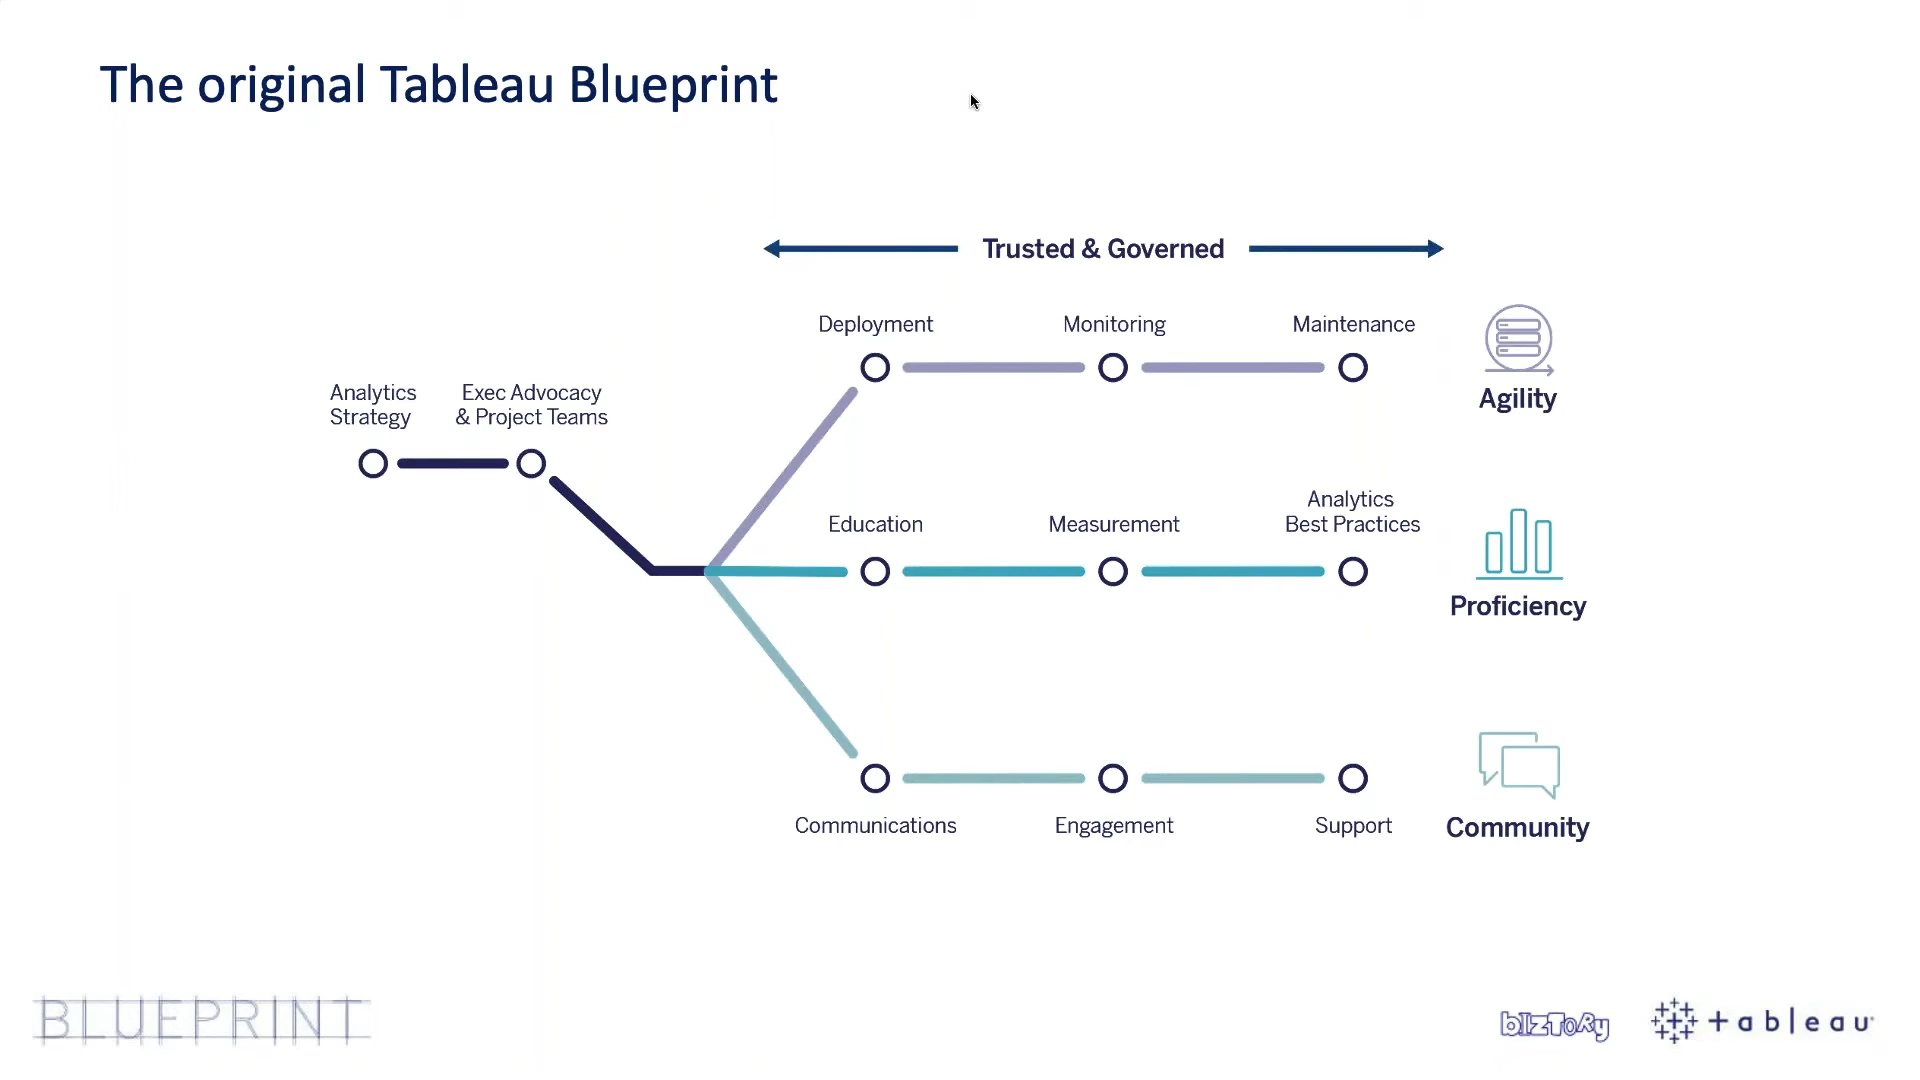 The original Tableau Blueprint
Trusted & Governed
Deployment
Monitoring
Maintenance
Agility
Analytics
Strategy
Exec Advocacy
& Project Teams
Education
Measurement
Analytics
Best Practices
Proficiency
Communications
Engagement
Support
Community
BLUEPRINT
bIZToRy
+ableau